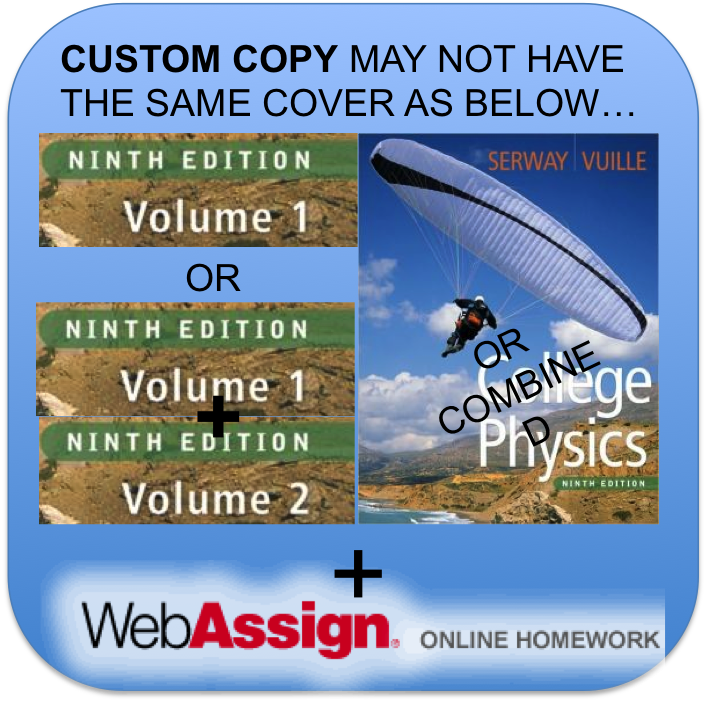 CUSTOM COPY MAY NOT HAVE
THE SAME COVER AS BELOW…
NINTH EDITION
Volume 1
OR
NINTH EDITION
Volume 1
+
NINTH EDITION
Volume 2
SERWAY | VUILLE
OR
COMBINE
D
College
Physics
NINTH EDITION
+
WebAssign®
ONLINE HOMEWORK